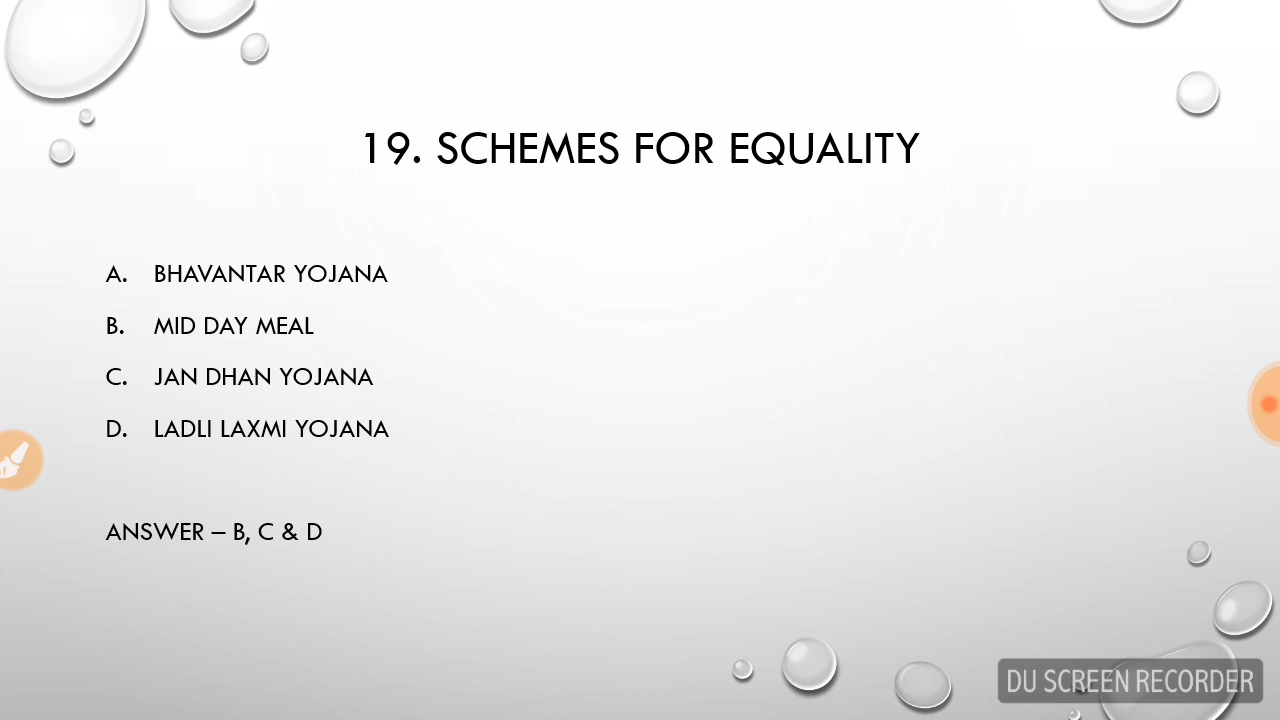 19. SCHEMES FOR EQUALITY
A. BHAVANTAR YOJANA
B. MID DAY MEAL
C. JAN DHAN YOJANA
D. LADLI LAXMI YOJANA
ANSWER – B, C & D
DU SCREEN RECORDER